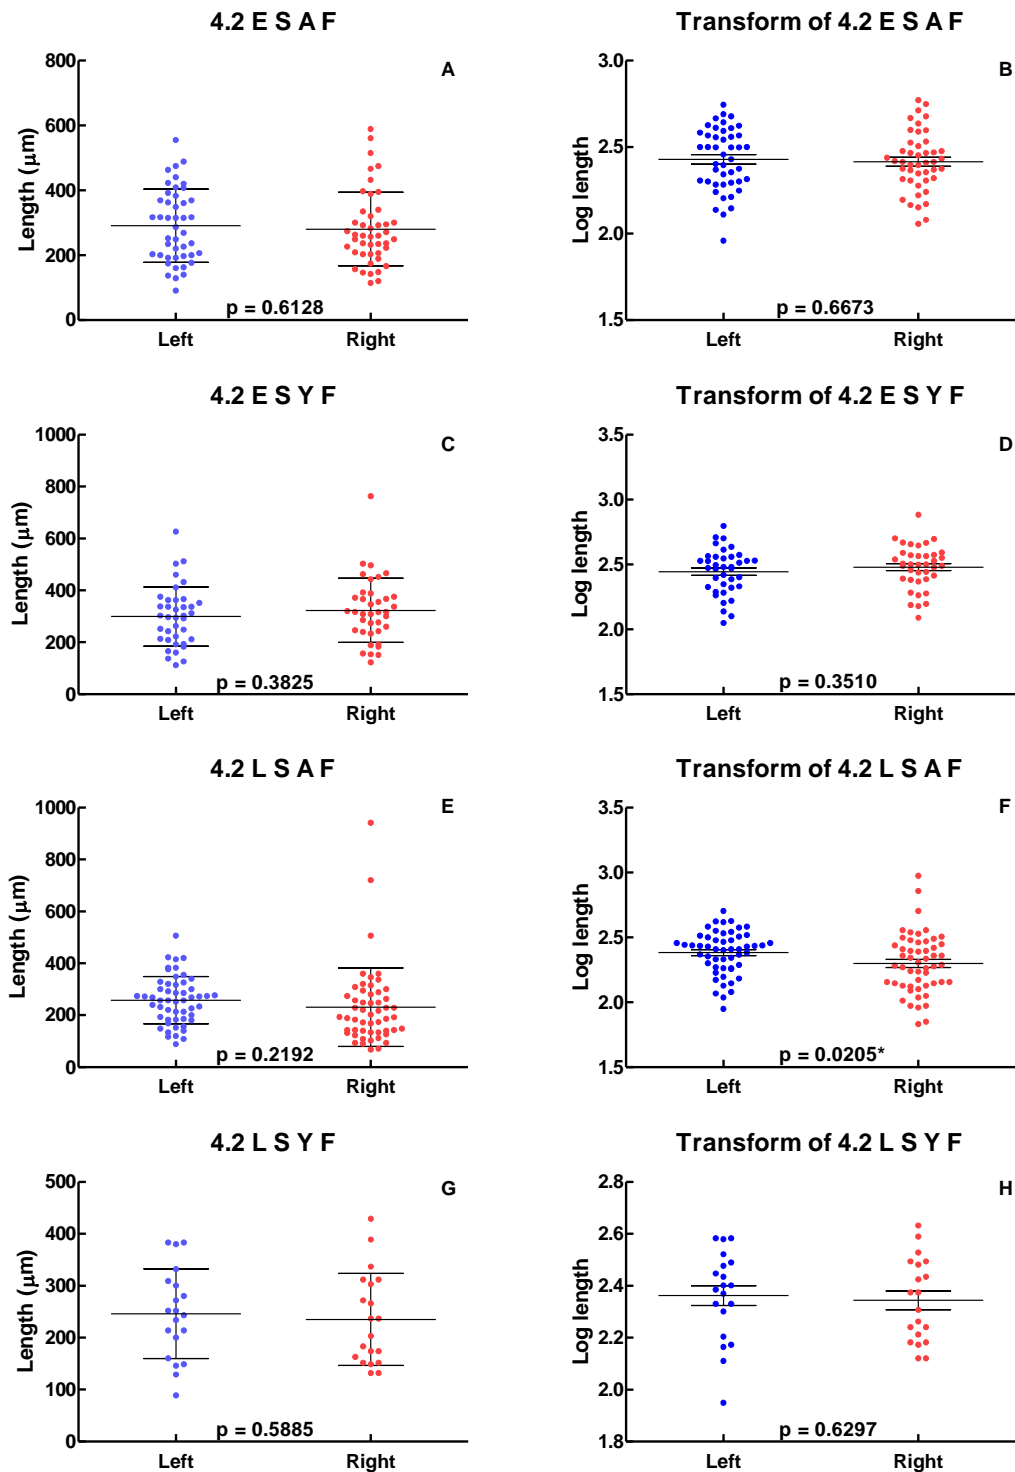 4.2 E S A F
Transform of 4.2 E S A F
A
B
Length (μm)
800
600
400
200
0
p = 0.6128
Left
Right
Log length
3.0
2.5
2.0
1.5
p = 0.6673
Left
Right
4.2 E S Y F
Transform of 4.2 E S Y F
C
D
Length (μm)
1000
800
600
400
200
0
p = 0.3825
Left
Right
Log length
3.5
3.0
2.5
2.0
1.5
p = 0.3510
Left
Right
4.2 L S A F
Transform of 4.2 L S A F
E
F
Length (μm)
1000
800
600
400
200
0
p = 0.2192
Left
Right
Log length
3.5
3.0
2.5
2.0
1.5
p = 0.0205*
Left
Right
4.2 L S Y F
Transform of 4.2 L S Y F
G
H
Length (μm)
500
400
300
200
100
0
p = 0.5885
Left
Right
Log length
2.8
2.6
2.4
2.2
2.0
1.8
p = 0.6297
Left
Right